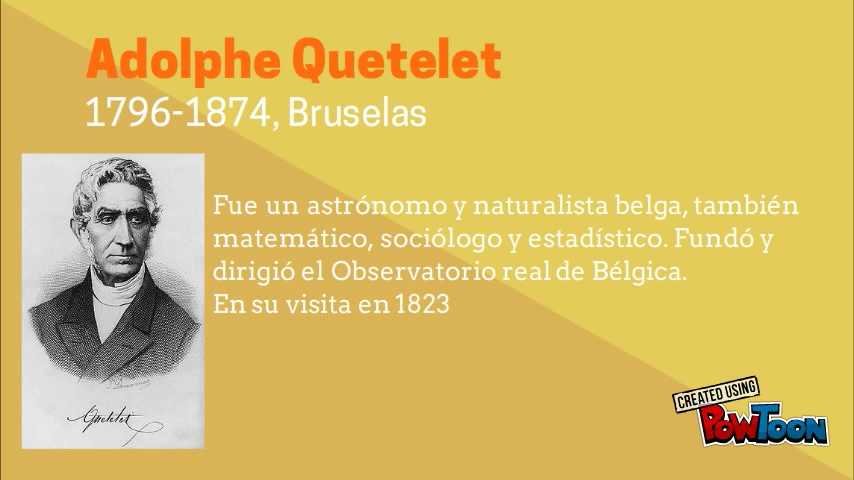 Adolphe Quetelet
1796-1874, Bruselas
Fue un astrónomo y naturalista belga, también
matemático, sociólogo y estadístico. Fundó y
dirigió el Observatorio real de Bélgica.
En su visita en 1823
Quetelet
CREATED USING
POWTOON